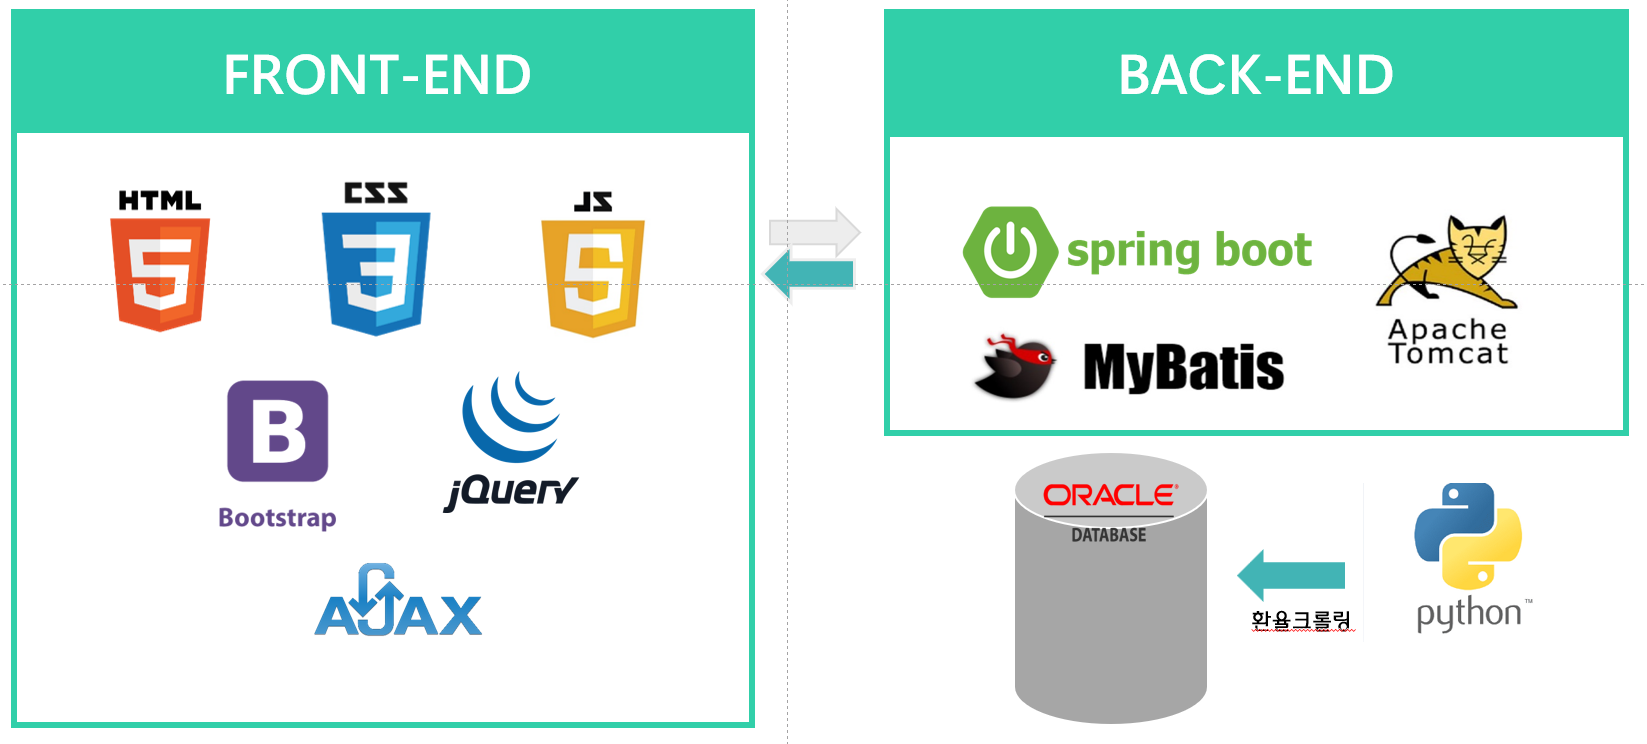 FRONT-END
HTML
5
CSS
3
JS
5
B
Bootstrap
jQuery
AJAX
BACK-END
spring boot
Apache
Tomcat
MyBatis
ORACLE®
DATABASE
환율크롤링
python™